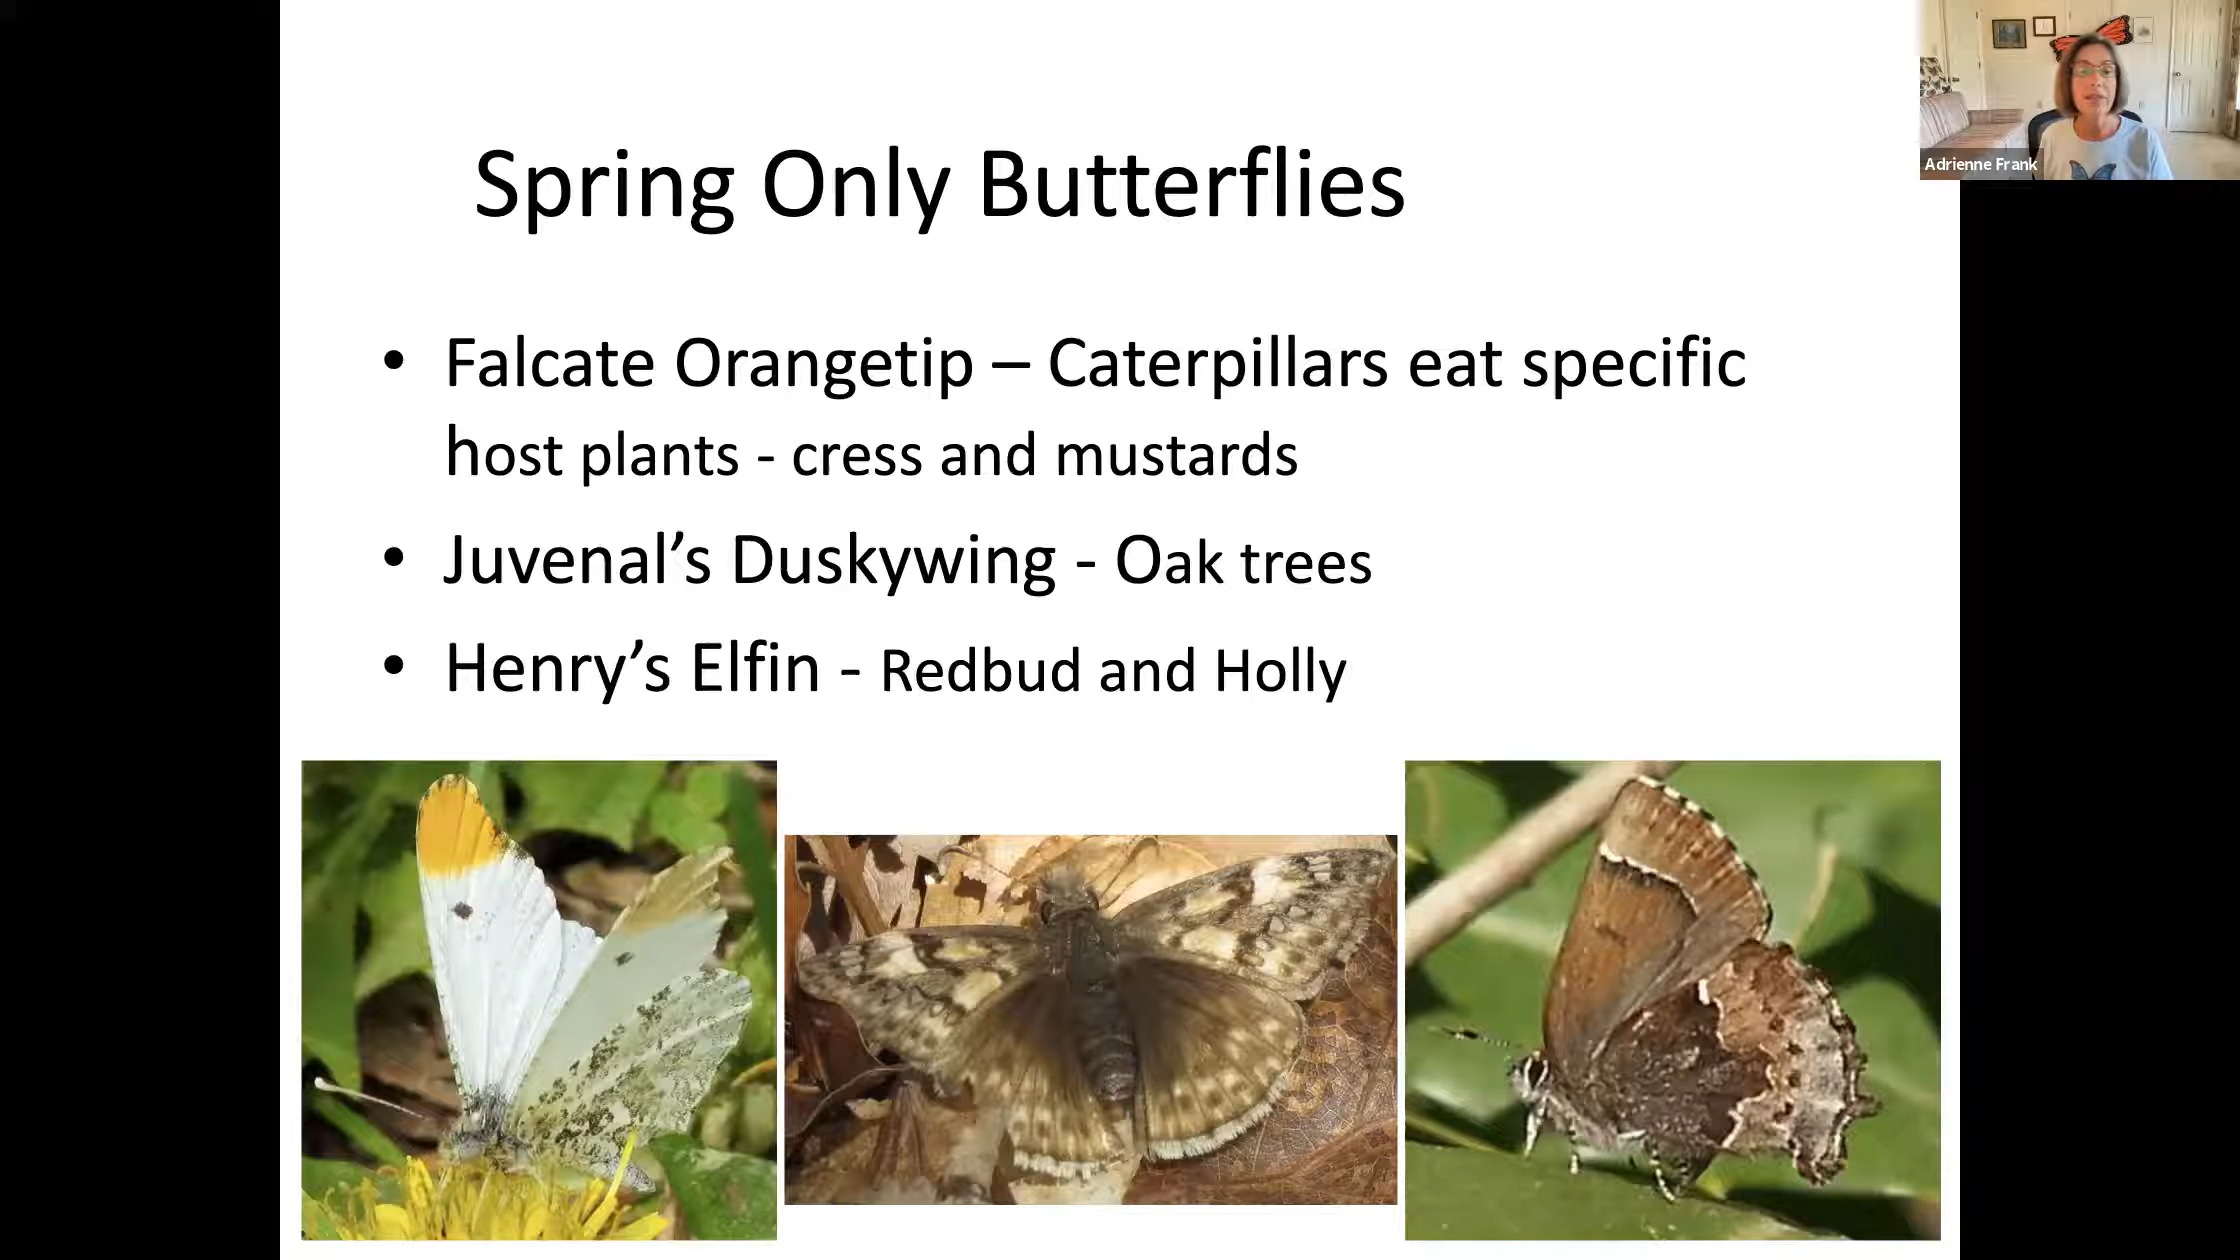 Adrienne Frank
Spring Only Butterflies
• Falcate Orangetip – Caterpillars eat specific
host plants - cress and mustards
• Juvenal’s Duskywing - Oak trees
• Henry’s Elfin - Redbud and Holly